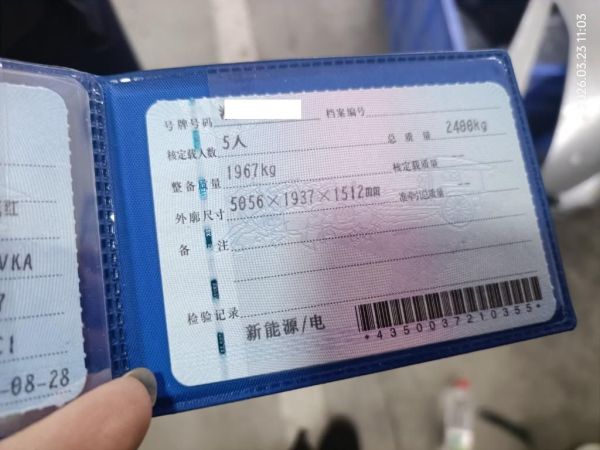 号牌号码 档案编号
核定载人数 5人 总质量 2400kg
整备质量 1967kg 核定载质量 --
外廓尺寸 5056×1937×1512㎜ 准牵引总质量 --
备注
检验记录 新能源/电
*4350037210355*
红
VKA
7
C1
-08-28
2026.03.23 11:03